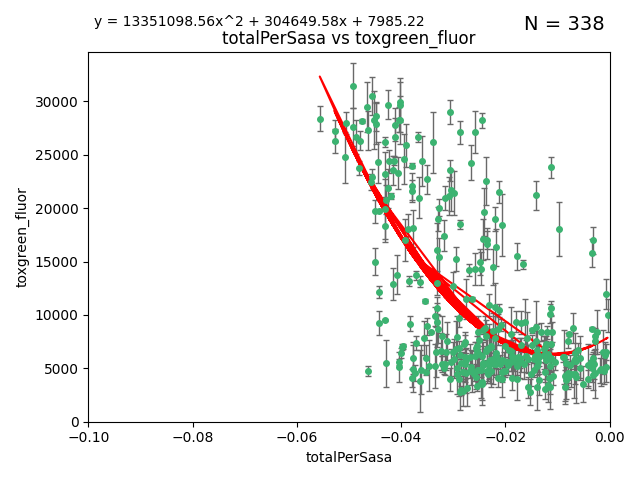 y = 13351098.56x^2 + 304649.58x + 7985.22
N = 338
totalPerSasa vs toxgreen_fluor
30000
25000
20000
15000
10000
5000
0
toxgreen_fluor
−0.10 −0.08 −0.06 −0.04 −0.02 0.00
totalPerSasa